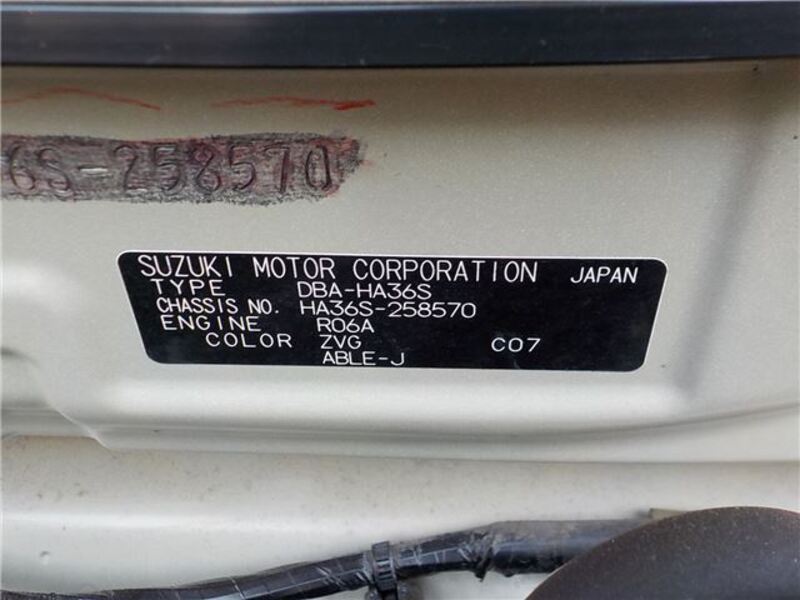 6S-258570
SUZUKI MOTOR CORPORATION JAPAN
TYPE DBA-HA36S
CHASSIS NO. HA36S-258570
ENGINE R06A
COLOR ZVG C07
ABLE-J